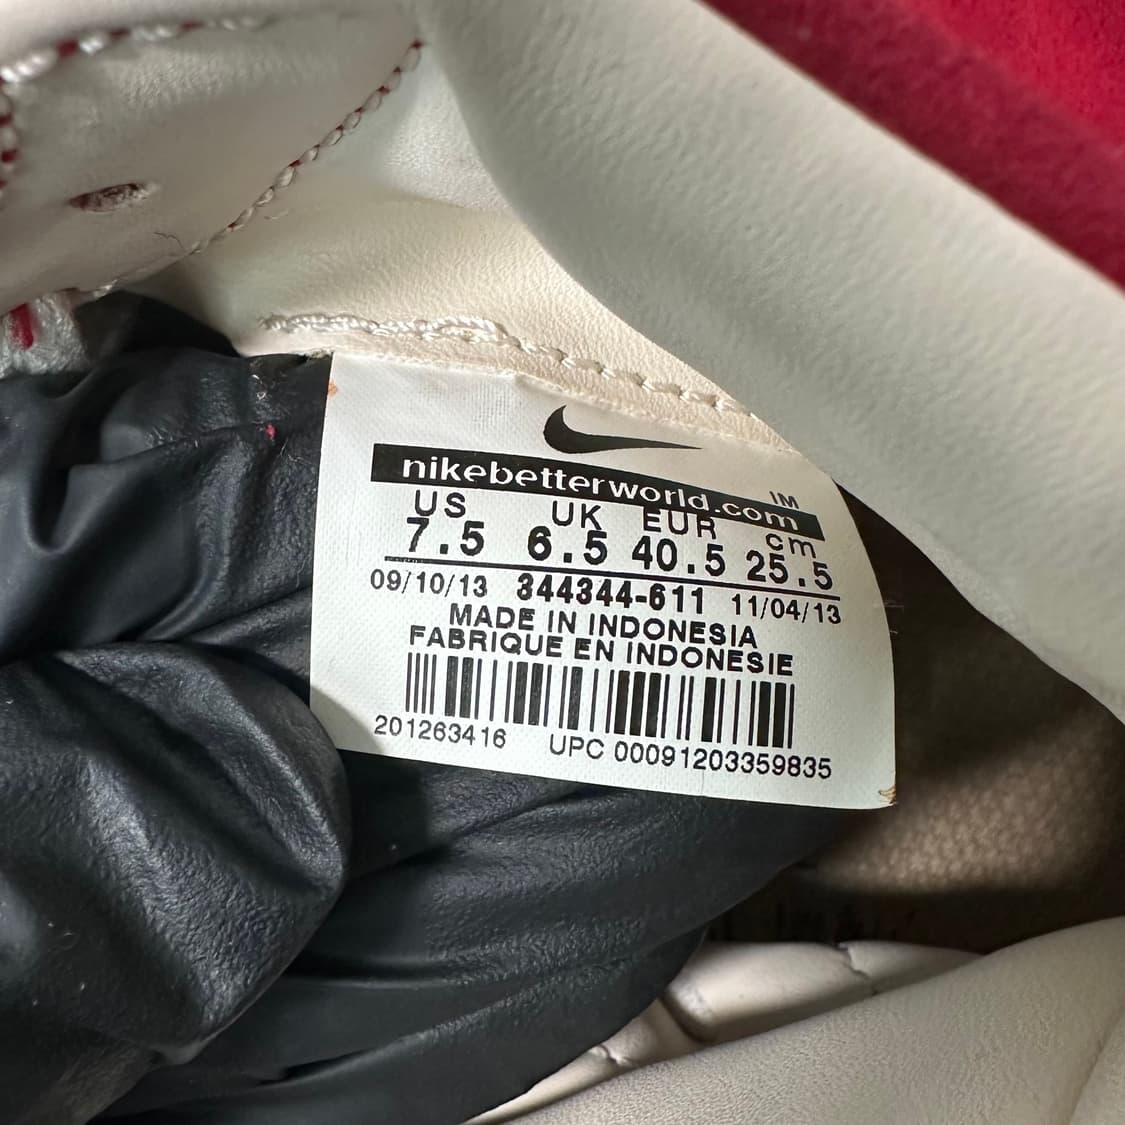 nikebetterworld.com
IM
US UK EUR cm
7.5 6.5 40.5 25.5
09/10/13 344344-611 11/04/13
MADE IN INDONESIA
FABRIQUE EN INDONESIE
201263416 UPC 00091203359835